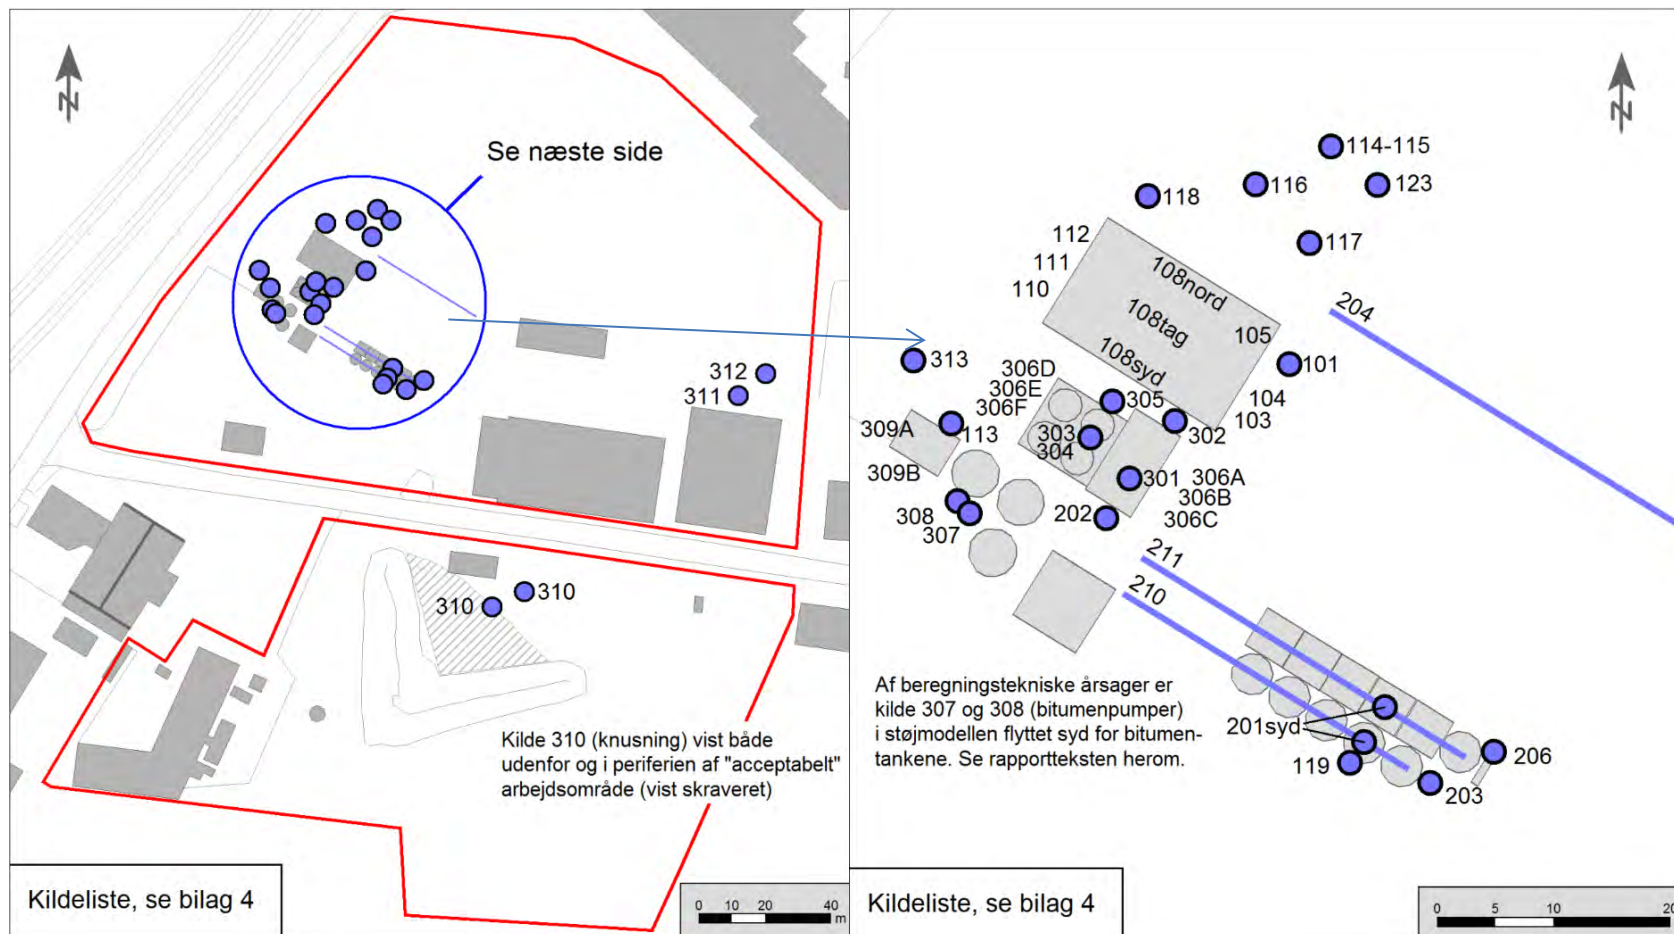 N
Se næste side
312
311
310
310
Kilde 310 (knusning) vist både
udenfor og i periferien af "acceptabelt"
arbejdsområde (vist skraveret)
Kildeliste, se bilag 4
0 10 20 40
m
N
114-115
116
123
118
117
112
111
110
108nord
108tag
108syd
105
204
101
104
103
313
306D
306E
306F
305
302
309A
113
303
304
309B
301
306A
306B
306C
308
307
202
211
210
Af beregningstekniske årsager er
kilde 307 og 308 (bitumenpumper)
i støjmodellen flyttet syd for bitumen-
tankene. Se rapportteksten herom.
201syd
119
206
203
Kildeliste, se bilag 4
0 5 10 20